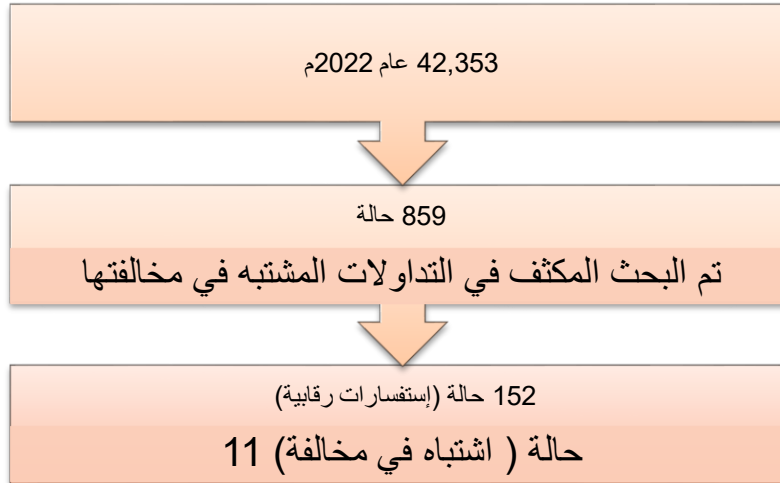 42,353 عام 2022م
859 حالة
تم البحث المكثف في التداولات المشتبه في مخالفتها
152 حالة (إستفسارات رقابية)
11 حالة ( اشتباه في مخالفة)